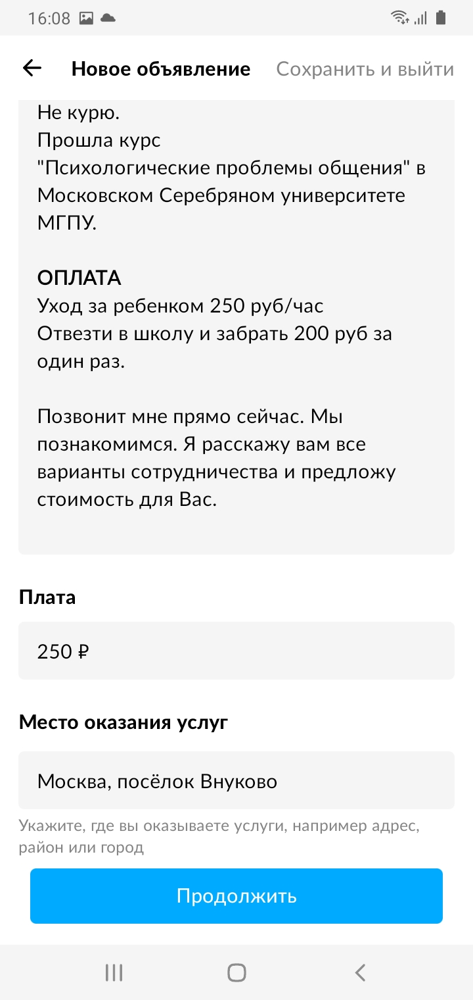 16:08
Новое объявление
Сохранить и выйти
Не курю.
Прошла курс
"Психологические проблемы общения" в
Московском Серебряном университете
МГПУ.
ОПЛАТА
Уход за ребенком 250 руб/час
Отвезти в школу и забрать 200 руб за
один раз.
Позвонит мне прямо сейчас. Мы
познакомимся. Я расскажу вам все
варианты сотрудничества и предложу
стоимость для Вас.
Плата
250 ₽
Место оказания услуг
Москва, посёлок Внуково
Укажите, где вы оказываете услуги, например адрес,
район или город
Продолжить